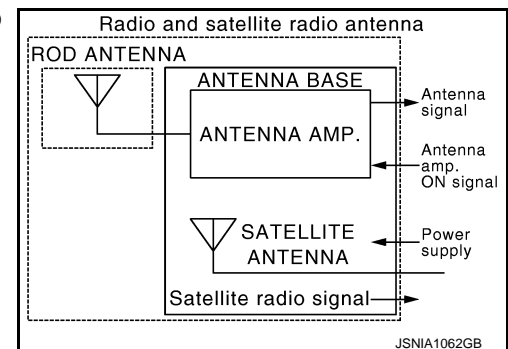 )
Radio and satellite radio antenna
ROD ANTENNA
ANTENNA BASE
ANTENNA AMP.
Antenna
signal
Antenna
amp.
ON signal
SATELLITE
ANTENNA
Power
supply
Satellite radio signal
JSNIA1062GB